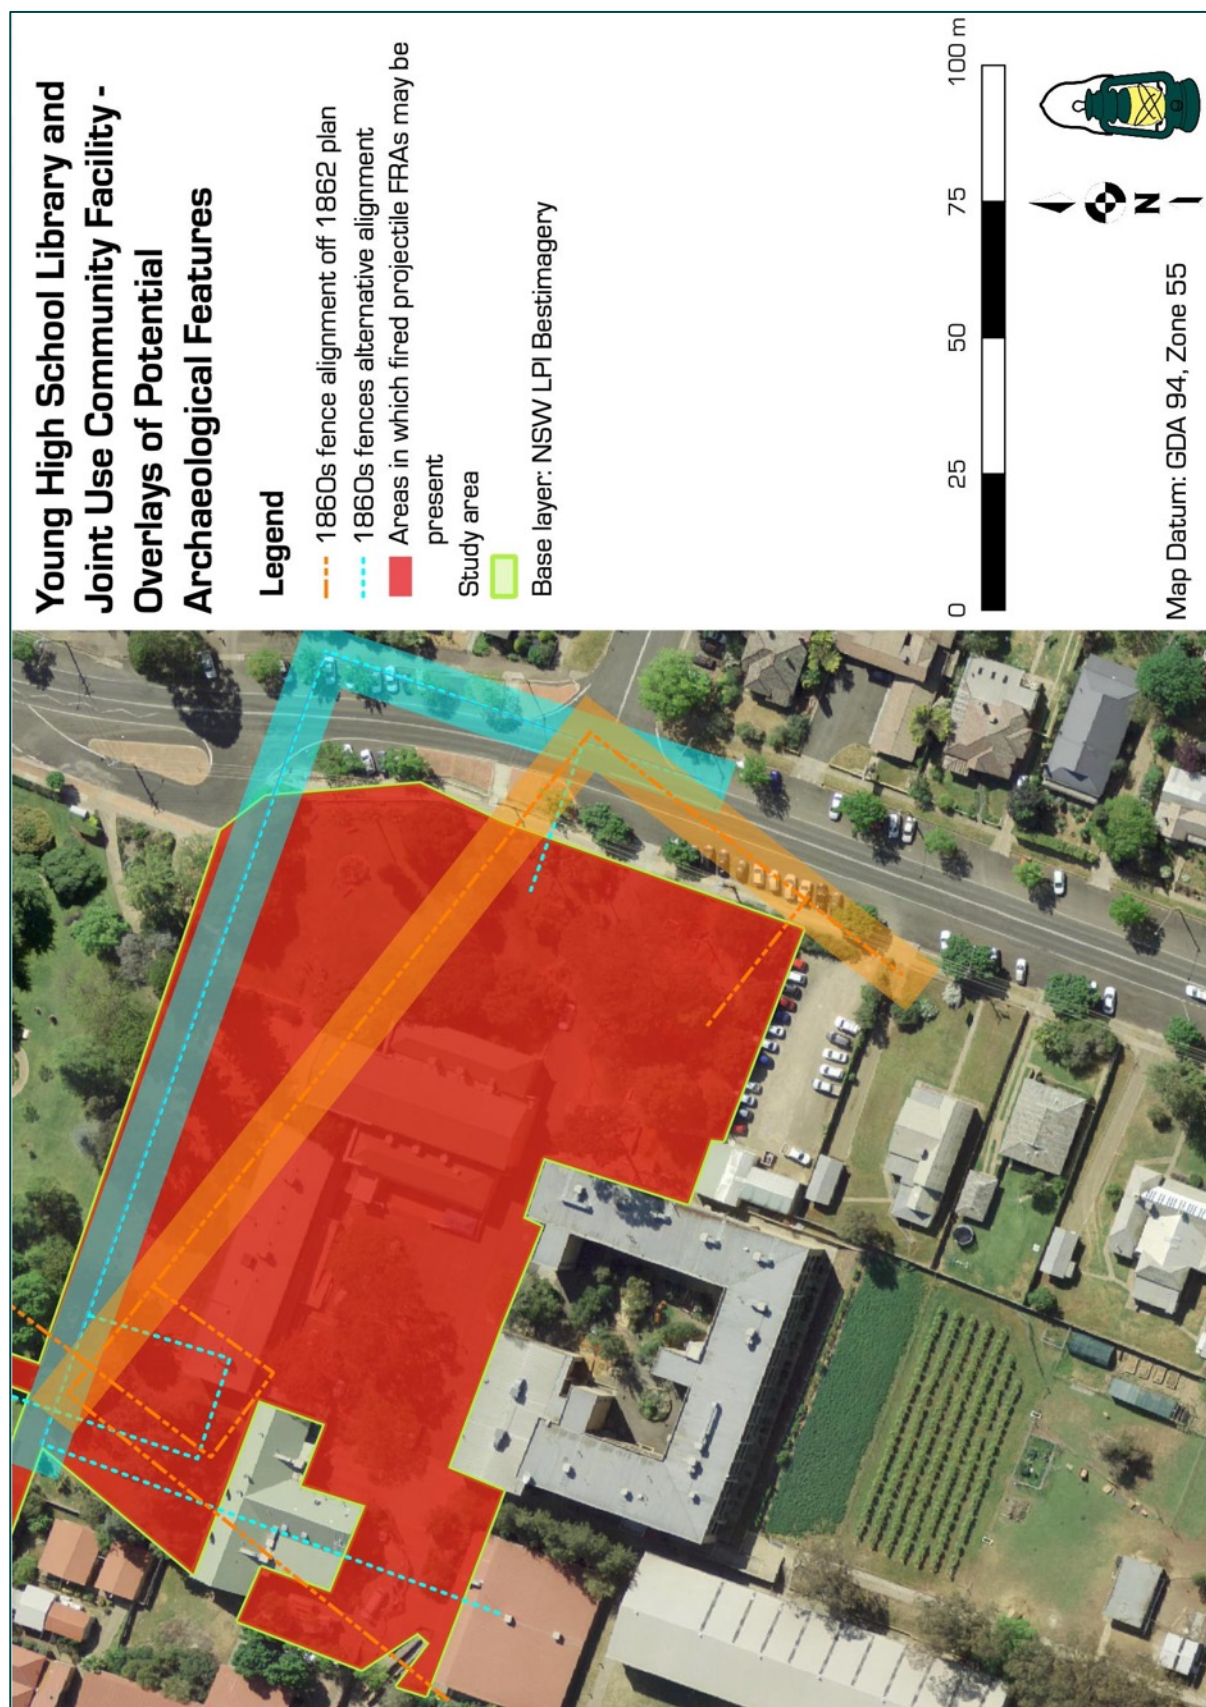 Young High School Library and
Joint Use Community Facility -
Overlays of Potential
Archaeological Features
Legend
1860s fence alignment off 1862 plan
1860s fences alternative alignment
Areas in which fired projectile FRAs may be
present
Study area
Base layer: NSW LPI Bestimagery
0 25 50 75 100 m
Map Datum: GDA 94, Zone 55
N